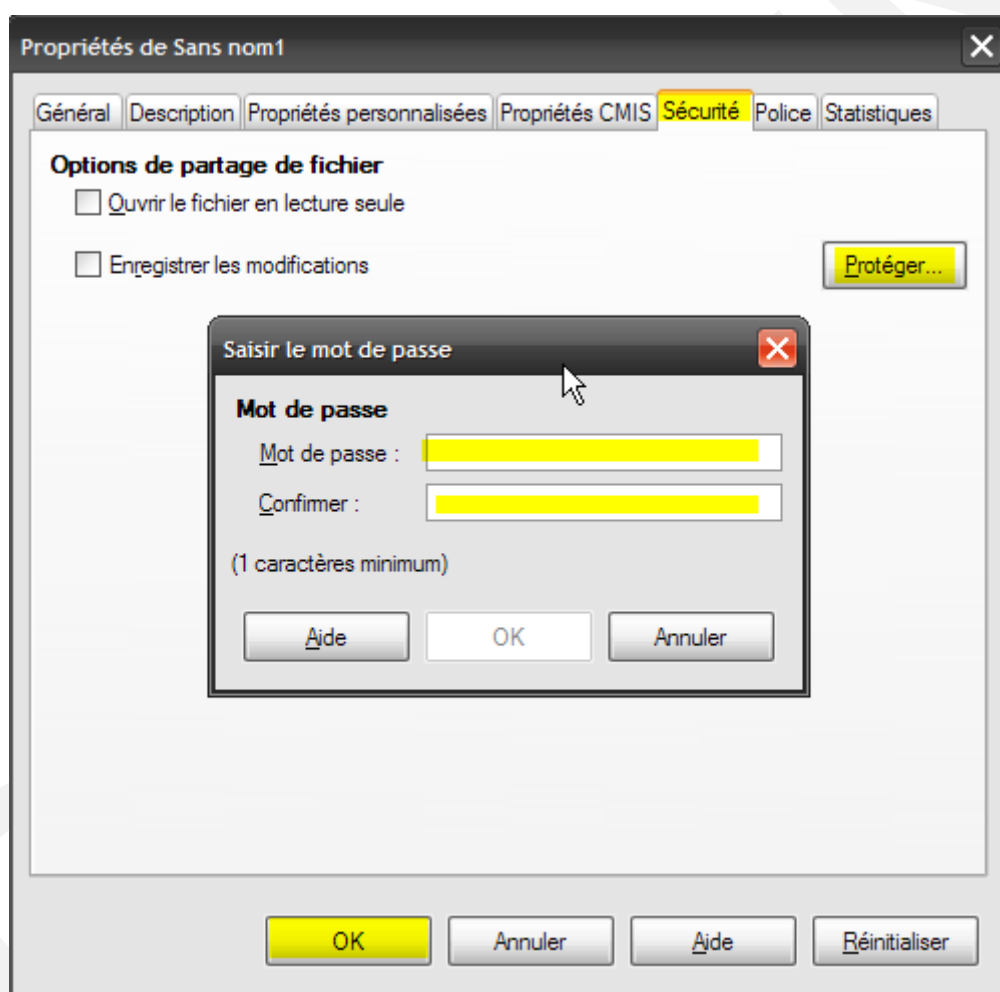 Propriétés de Sans nom1
Général Description Propriétés personnalisées Propriétés CMIS Sécurité Police Statistiques
Options de partage de fichier
Ouvrir le fichier en lecture seule
Enregistrer les modifications Protéger...
Saisir le mot de passe
Mot de passe
Mot de passe :
Confirmer :
(1 caractères minimum)
Aide OK Annuler
OK Annuler Aide Réinitialiser